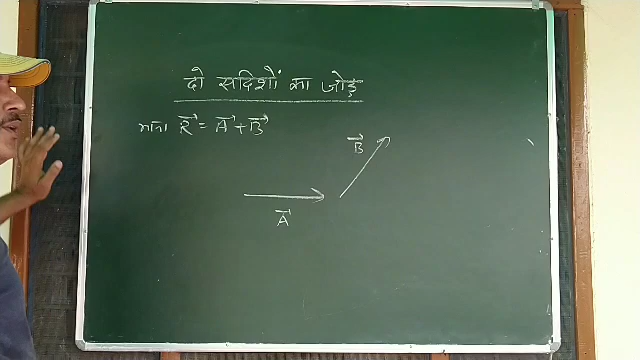 दो सदिशों का जोड़
माना R⃗ = A⃗ + B⃗
B⃗
A⃗